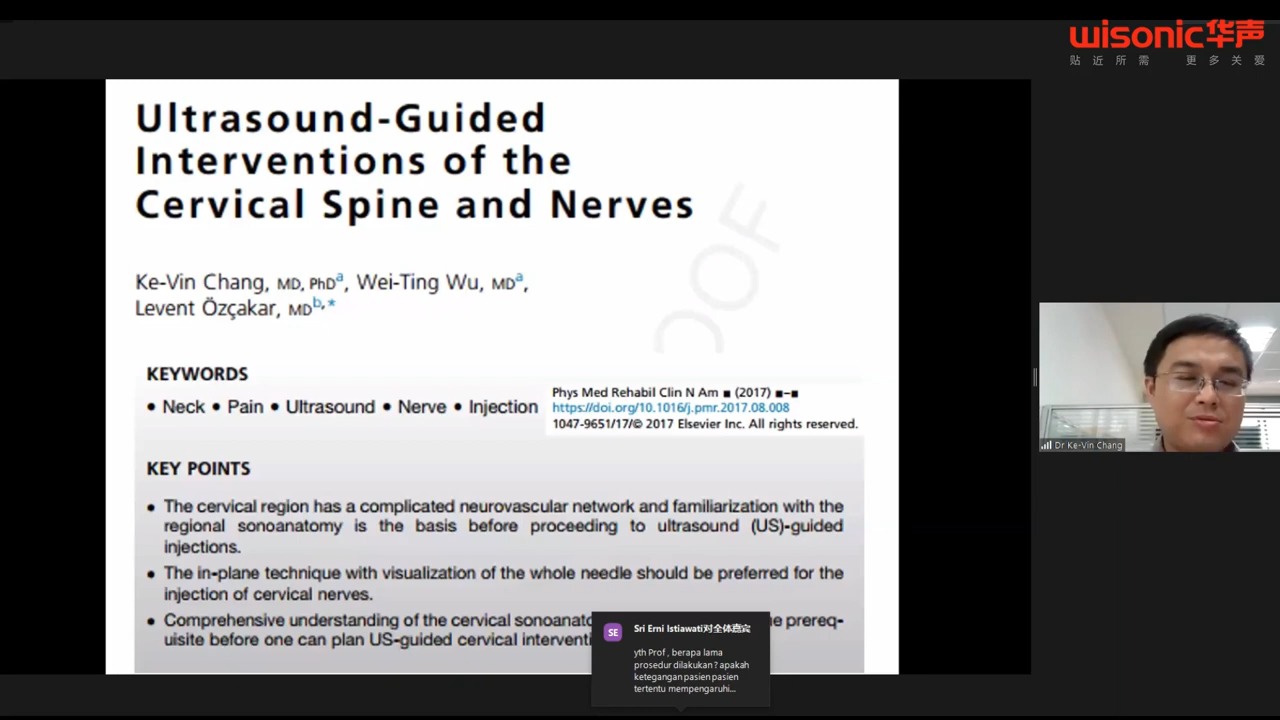 wisonic华声
贴近所需 更多关爱
Ultrasound-Guided
Interventions of the
Cervical Spine and Nerves
Ke-Vin Chang, MD, PhDa, Wei-Ting Wu, MDa,
Levent Özçakar, MDb,*
OOF
KEYWORDS
• Neck • Pain • Ultrasound • Nerve • Injection
Phys Med Rehabil Clin N Am ■ (2017) ■–■
https://doi.org/10.1016/j.pmr.2017.08.008
1047-9651/17/© 2017 Elsevier Inc. All rights reserved.
KEY POINTS
• The cervical region has a complicated neurovascular network and familiarization with the
regional sonoanatomy is the basis before proceeding to ultrasound (US)-guided
injections.
• The in-plane technique with visualization of the whole needle should be preferred for the
injection of cervical nerves.
• Comprehensive understanding of the cervical sonoanato
e prereq-
uisite before one can plan US-guided cervical interventi
SE
Sri Erni Istiawati对全体嘉宾
yth Prof , berapa lama
prosedur dilakukan ? apakah
ketegangan pasien pasien
tertentu mempengaruhi...
Dr Ke-Vin Chang